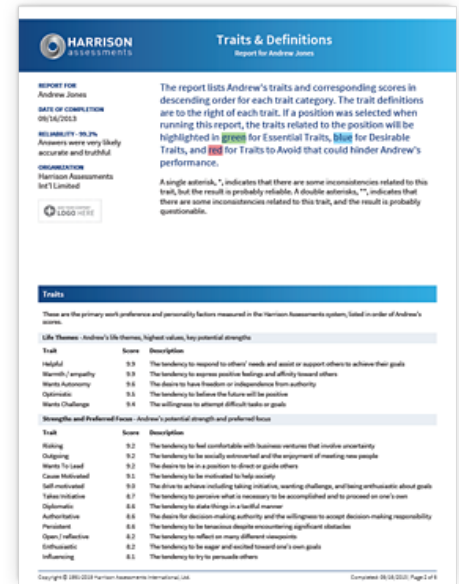 HARRISON
assessments
Traits & Definitions
Report for Andrew Jones
REPORT FOR
Andrew Jones
DATE OF COMPLETION
09/16/2013
RELIABILITY - 99.2%
Answers were very likely
accurate and truthful
ORGANIZATION
Harrison Assessments
Int'l Limited
LOGO HERE
The report lists Andrew's traits and corresponding scores in
descending order for each trait category. The trait definitions
are to the right of each trait. If a position was selected when
running this report, the traits related to the position will be
highlighted in green for Essential Traits, blue for Desirable
Traits, and red for Traits to Avoid that could hinder Andrew's
performance.
A single asterisk, *, indicates that there are some inconsistencies related to this
trait, but the result is probably reliable. A double asterisks, **, indicates that
there are some inconsistencies related to this trait, and the result is probably
questionable.
Traits
These are the primary work preference and personality factors measured in the Harrison Assessments system, listed in order of Andrew's
scores.
Life Themes - Andrew's life themes, highest values, key potential strengths
Trait Score Description
Helpful 9.9 The tendency to respond to others' needs and assist or support others to achieve their goals
Warmth / empathy 9.9 The tendency to express positive feelings and affinity toward others
Wants Autonomy 9.6 The desire to have freedom or independence from authority
Optimistic 9.5 The tendency to believe the future will be positive
Wants Challenge 9.4 The willingness to attempt difficult tasks or goals
Strengths and Preferred Focus - Andrew's potential strength and preferred focus
Trait Score Description
Risking 9.2 The tendency to feel comfortable with business ventures that involve uncertainty
Outgoing 9.2 The tendency to be socially extroverted and the enjoyment of meeting new people
Wants To Lead 9.2 The desire to be in a position to direct or guide others
Cause Motivated 9.1 The tendency to be motivated to help society
Self-motivated 9.0 The drive to achieve including taking initiative, wanting challenge, and being enthusiastic about goals
Takes Initiative 8.7 The tendency to perceive what is necessary to be accomplished and to proceed on one's own
Diplomatic 8.6 The tendency to state things in a tactful manner
Authoritative 8.6 The desire for decision-making authority and the willingness to accept decision-making responsibility
Persistent 8.6 The tendency to be tenacious despite encountering significant obstacles
Open / reflective 8.2 The tendency to reflect on many different viewpoints
Enthusiastic 8.2 The tendency to be eager and excited toward one's own goals
Influencing 8.1 The tendency to try to persuade others
Copyright © 1991-2019 Harrison Assessments International, Ltd. Completed: 09/16/2013; Page 2 of 9